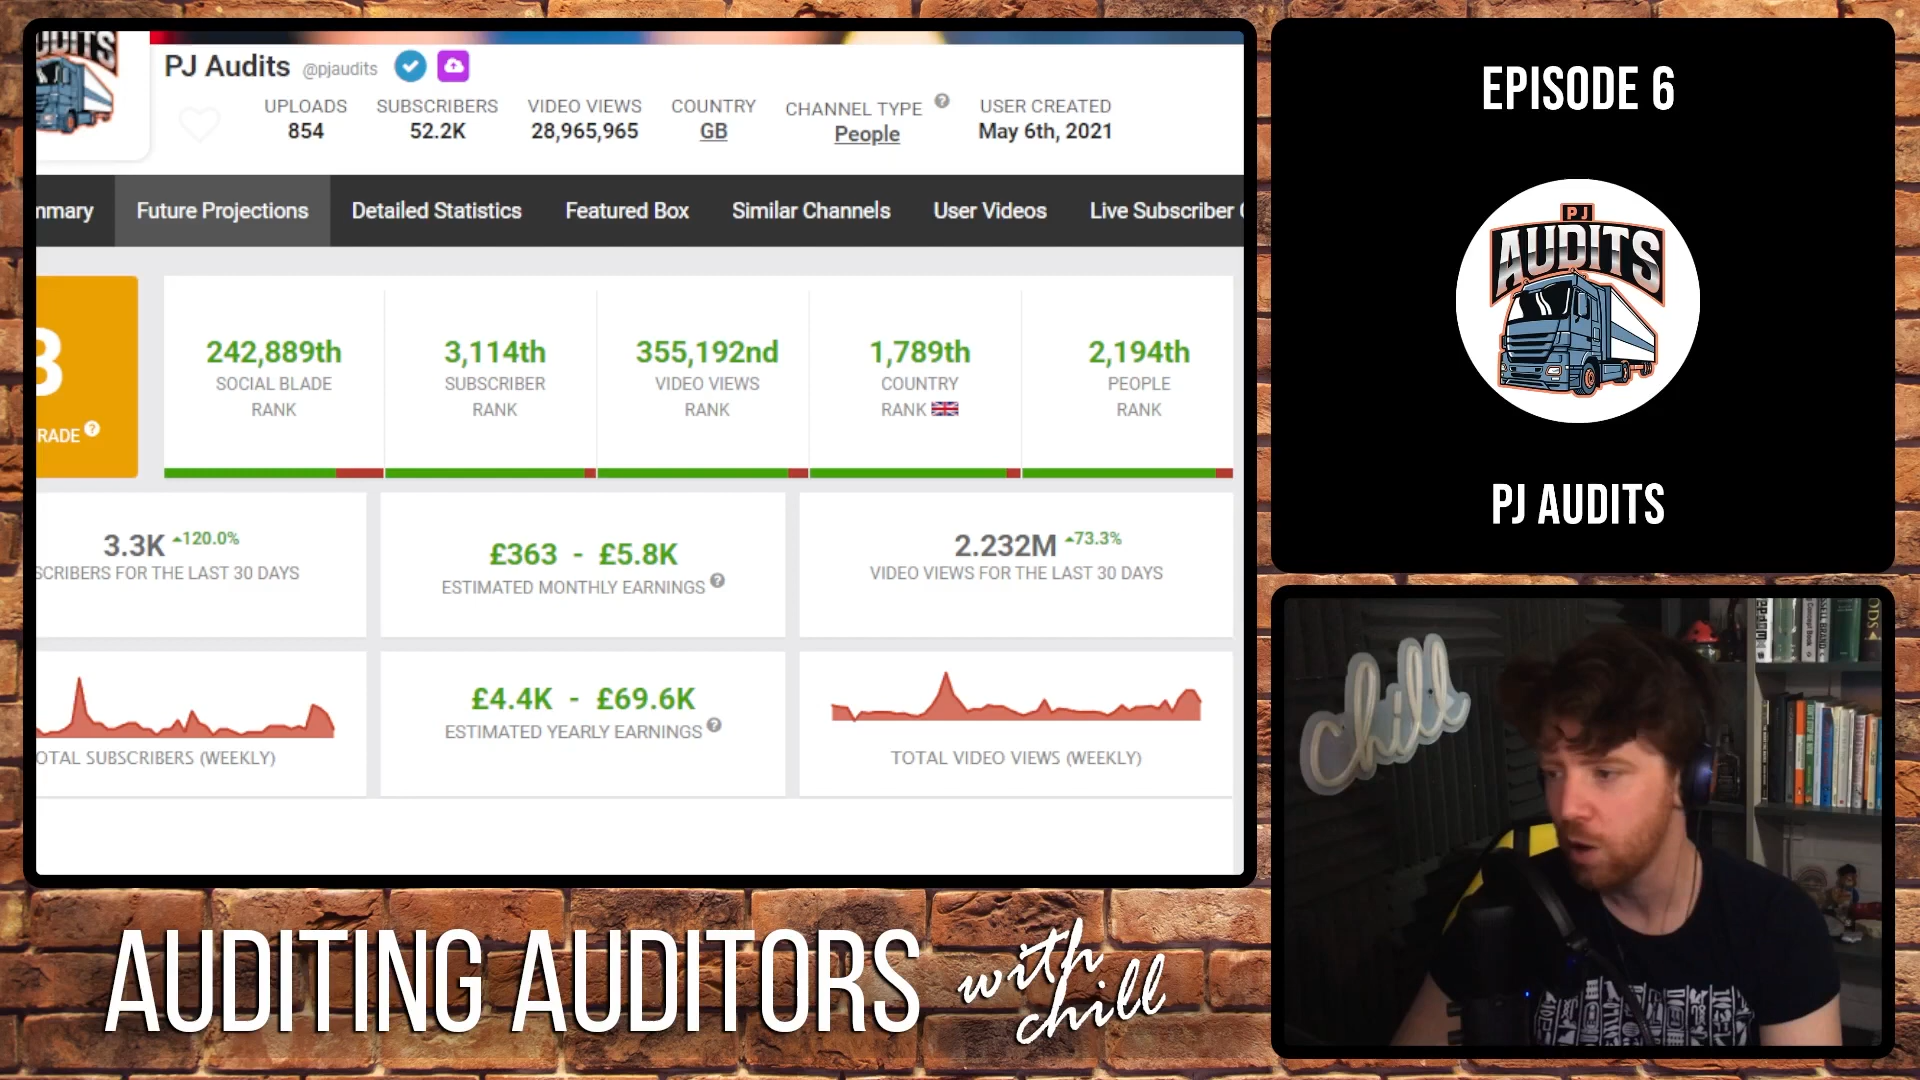 UDITS
PJ Audits @pjaudits
UPLOADS
854
SUBSCRIBERS
52.2K
VIDEO VIEWS
28,965,965
COUNTRY
GB
CHANNEL TYPE ?
People
USER CREATED
May 6th, 2021
mmary
Future Projections
Detailed Statistics
Featured Box
Similar Channels
User Videos
Live Subscriber
RADE ?
242,889th
SOCIAL BLADE
RANK
3,114th
SUBSCRIBER
RANK
355,192nd
VIDEO VIEWS
RANK
1,789th
COUNTRY
RANK
2,194th
PEOPLE
RANK
3.3K 120.0%
SCRIBERS FOR THE LAST 30 DAYS
£363 - £5.8K
ESTIMATED MONTHLY EARNINGS ?
2.232M 73.3%
VIDEO VIEWS FOR THE LAST 30 DAYS
OTAL SUBSCRIBERS (WEEKLY)
£4.4K - £69.6K
ESTIMATED YEARLY EARNINGS ?
TOTAL VIDEO VIEWS (WEEKLY)
EPISODE 6
PJ
AUDITS
PJ AUDITS
chill
AUDITING AUDITORS
with
chill